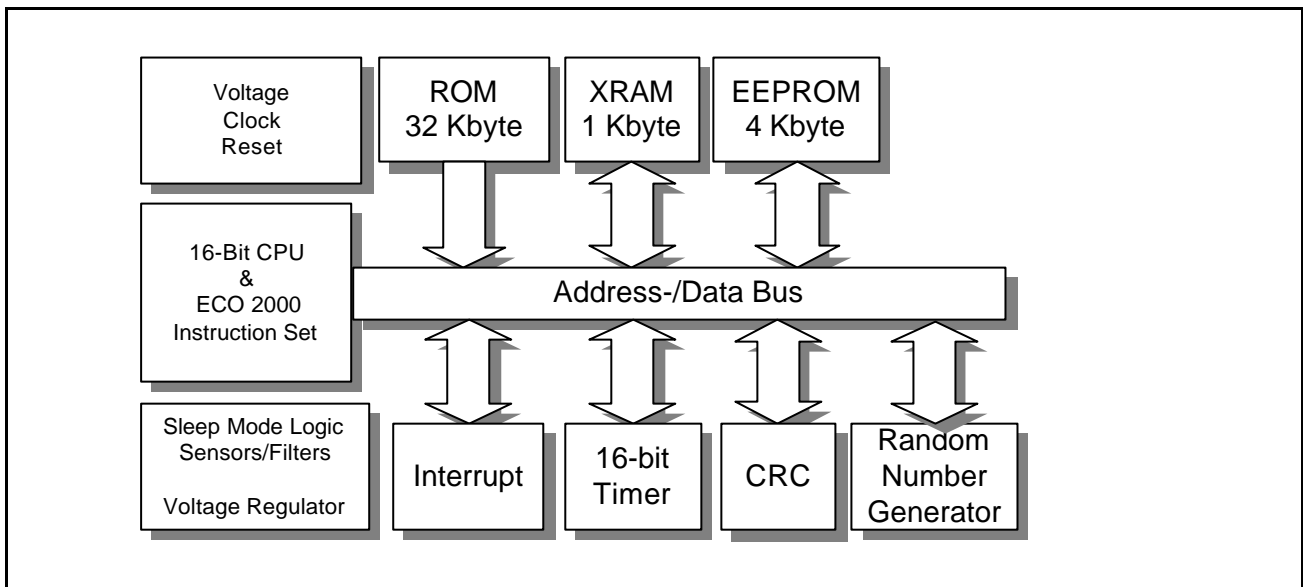 Voltage
Clock
Reset
ROM
32 Kbyte
XRAM
1 Kbyte
EEPROM
4 Kbyte
16-Bit CPU
&
ECO 2000
Instruction Set
Address-/Data Bus
Sleep Mode Logic
Sensors/Filters
Voltage Regulator
Interrupt
16-bit
Timer
CRC
Random
Number
Generator